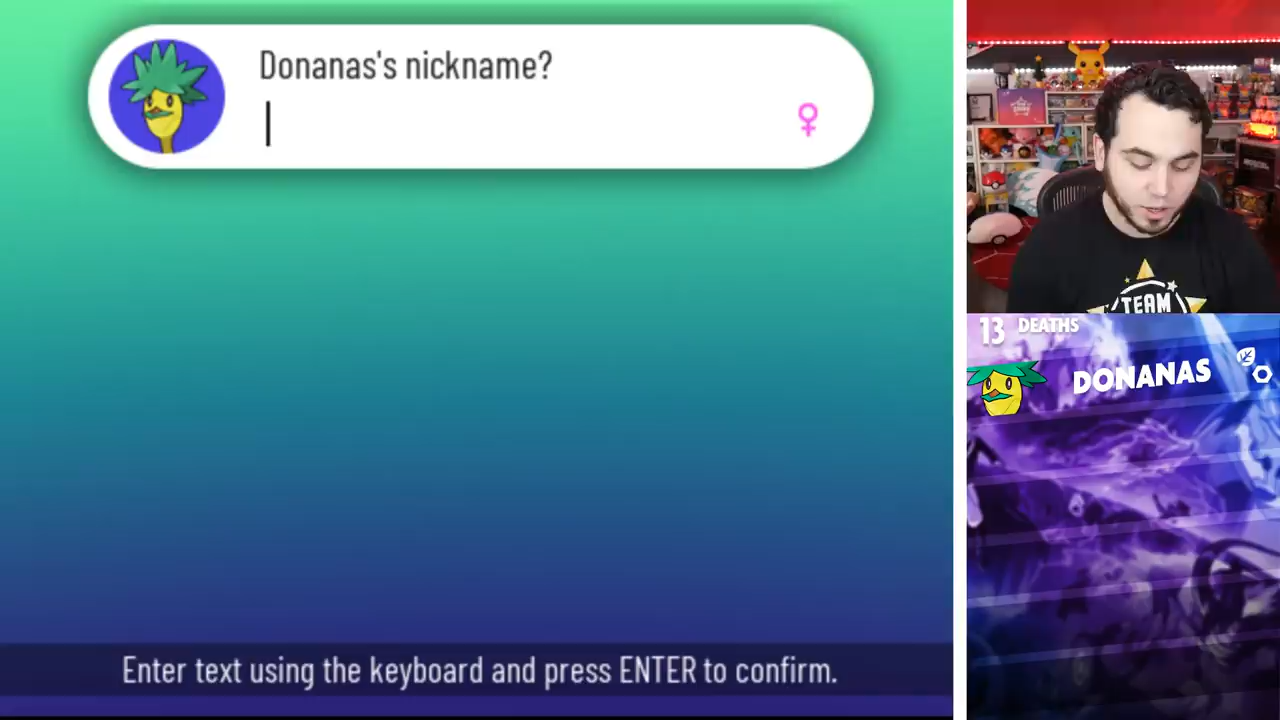 Donanas's nickname?
♀
TEAM
13 DEATHS
DONANAS
Enter text using the keyboard and press ENTER to confirm.